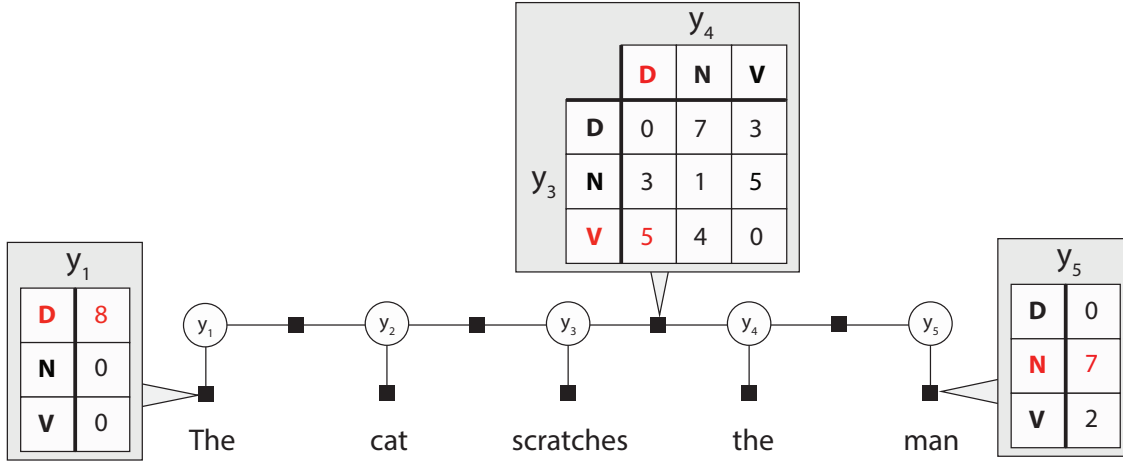 y4
D N V
D 0 7 3
y3
N 3 1 5
V 5 4 0
y1
D 8
N 0
V 0
y5
D 0
N 7
V 2
y1 y2 y3 y4 y5
The cat scratches the man